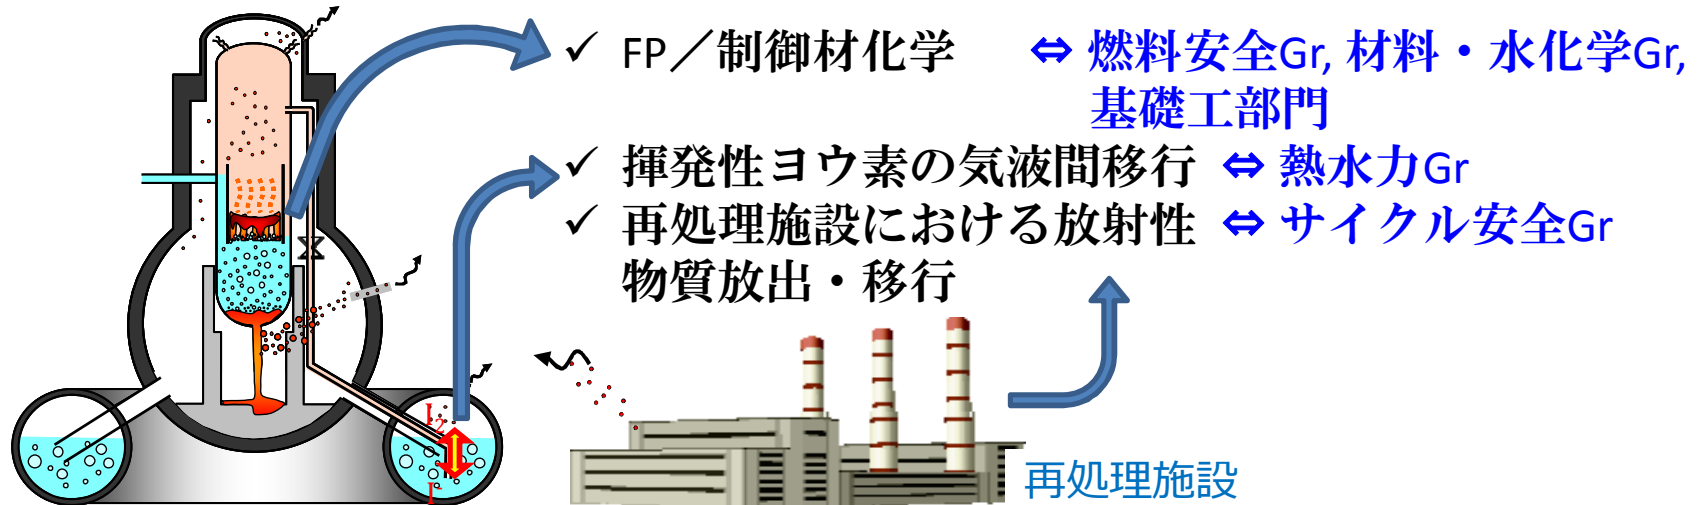 ✓ FP／制御材化学 ⇔ 燃料安全Gr, 材料・水化学Gr,
基礎工部門
✓ 揮発性ヨウ素の気液間移行 ⇔ 熱水力Gr
✓ 再処理施設における放射性 ⇔ サイクル安全Gr
物質放出・移行
I2
I-
再処理施設